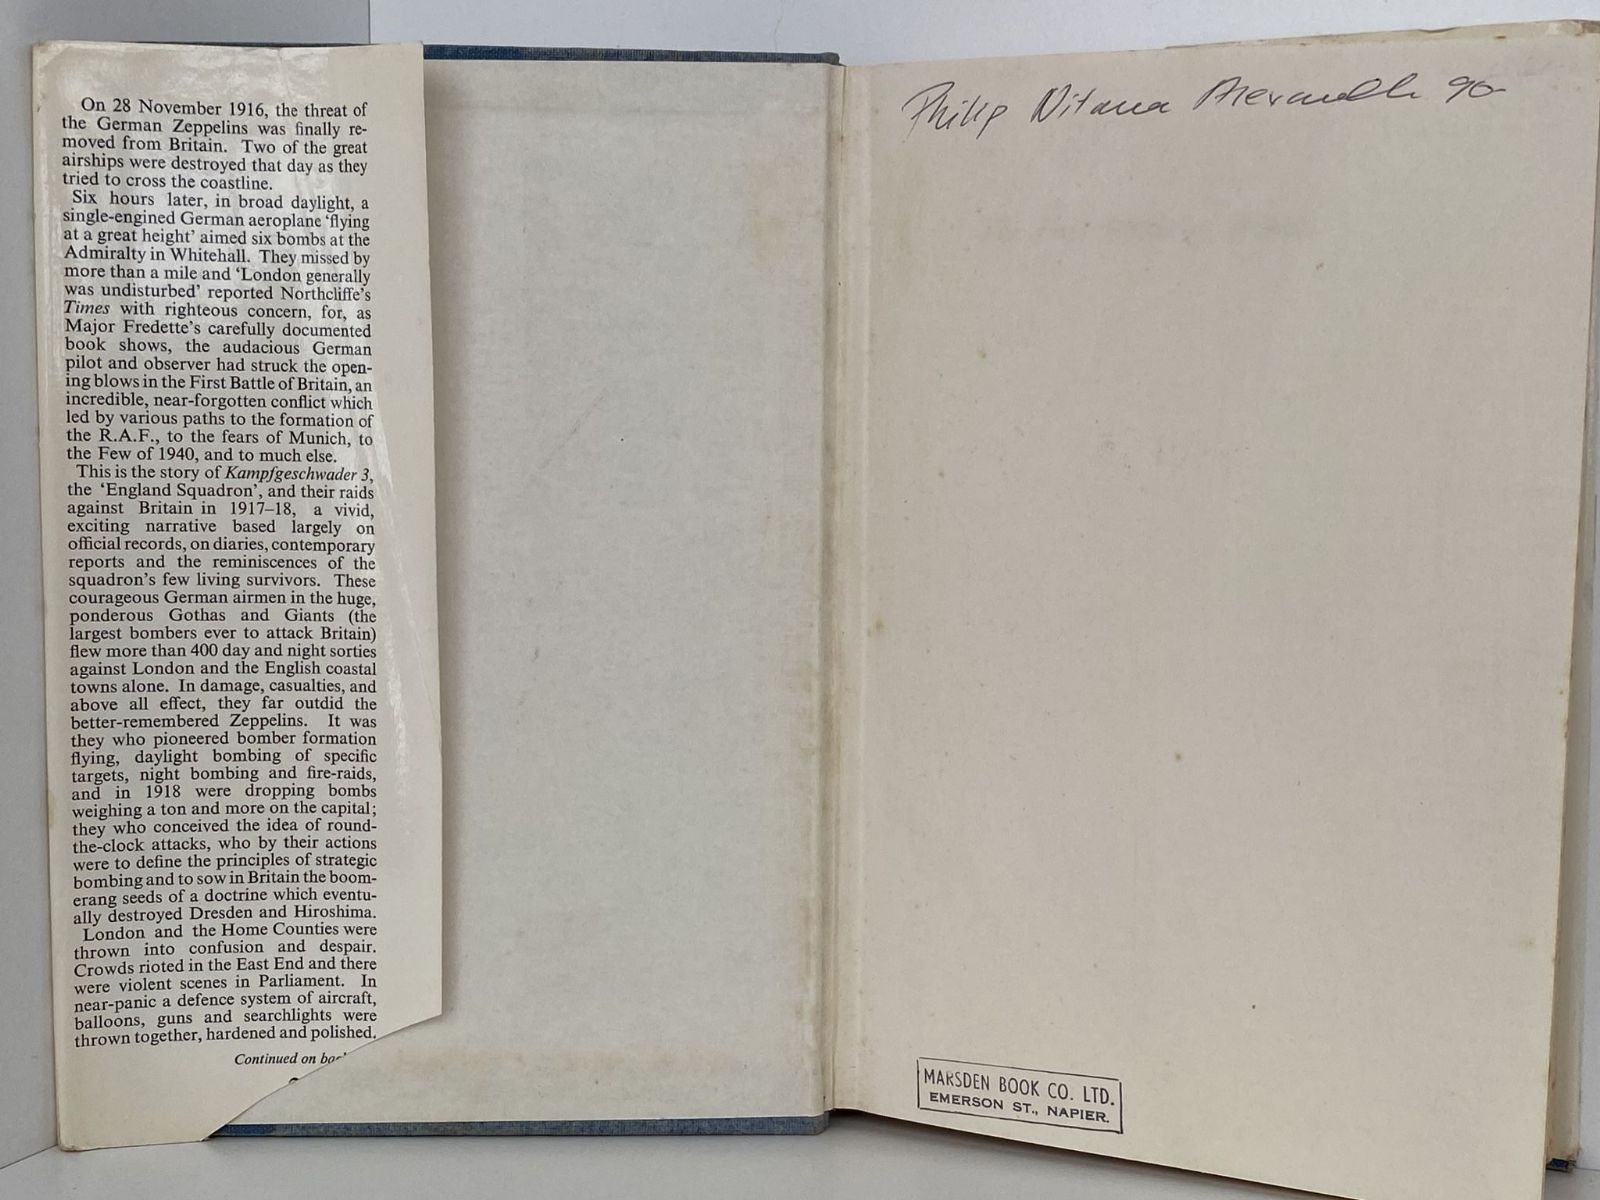 On 28 November 1916, the threat of
the German Zeppelins was finally re-
moved from Britain. Two of the great
airships were destroyed that day as they
tried to cross the coastline.
Six hours later, in broad daylight, a
single-engined German aeroplane ‘flying
at a great height’ aimed six bombs at the
Admiralty in Whitehall. They missed by
more than a mile and ‘London generally
was undisturbed’ reported Northcliffe’s
Times with righteous concern, for, as
Major Fredette’s carefully documented
book shows, the audacious German
pilot and observer had struck the open-
ing blows in the First Battle of Britain, an
incredible, near-forgotten conflict which
led by various paths to the formation of
the R.A.F., to the fears of Munich, to
the Few of 1940, and to much else.
This is the story of Kampfgeschwader 3,
the ‘England Squadron’, and their raids
against Britain in 1917–18, a vivid,
exciting narrative based largely on
official records, on diaries, contemporary
reports and the reminiscences of the
squadron’s few living survivors. These
courageous German airmen in the huge,
ponderous Gothas and Giants (the
largest bombers ever to attack Britain)
flew more than 400 day and night sorties
against London and the English coastal
towns alone. In damage, casualties, and
above all effect, they far outdid the
better-remembered Zeppelins. It was
they who pioneered bomber formation
flying, daylight bombing of specific
targets, night bombing and fire-raids,
and in 1918 were dropping bombs
weighing a ton and more on the capital;
they who conceived the idea of round-
the-clock attacks, who by their actions
were to define the principles of strategic
bombing and to sow in Britain the boom-
erang seeds of a doctrine which eventu-
ally destroyed Dresden and Hiroshima.
London and the Home Counties were
thrown into confusion and despair.
Crowds rioted in the East End and there
were violent scenes in Parliament. In
near-panic a defence system of aircraft,
balloons, guns and searchlights were
thrown together, hardened and polished.
Continued on
Philip
MARSDEN BOOK CO. LTD.
EMERSON ST., NAPIER.